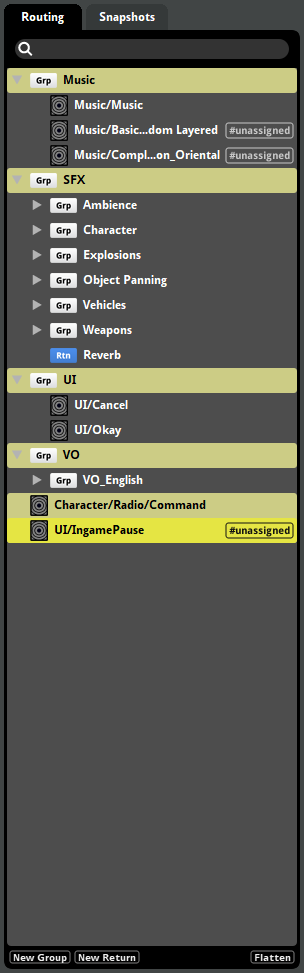 Routing Snapshots
Grp Music
Music/Music
Music/Basic...dom Layered #unassigned
Music/Compl...on_Oriental #unassigned
Grp SFX
Grp Ambience
Grp Character
Grp Explosions
Grp Object Panning
Grp Vehicles
Grp Weapons
Rtn Reverb
Grp UI
UI/Cancel
UI/Okay
Grp VO
Grp VO_English
Character/Radio/Command
UI/IngamePause #unassigned
New Group New Return Flatten